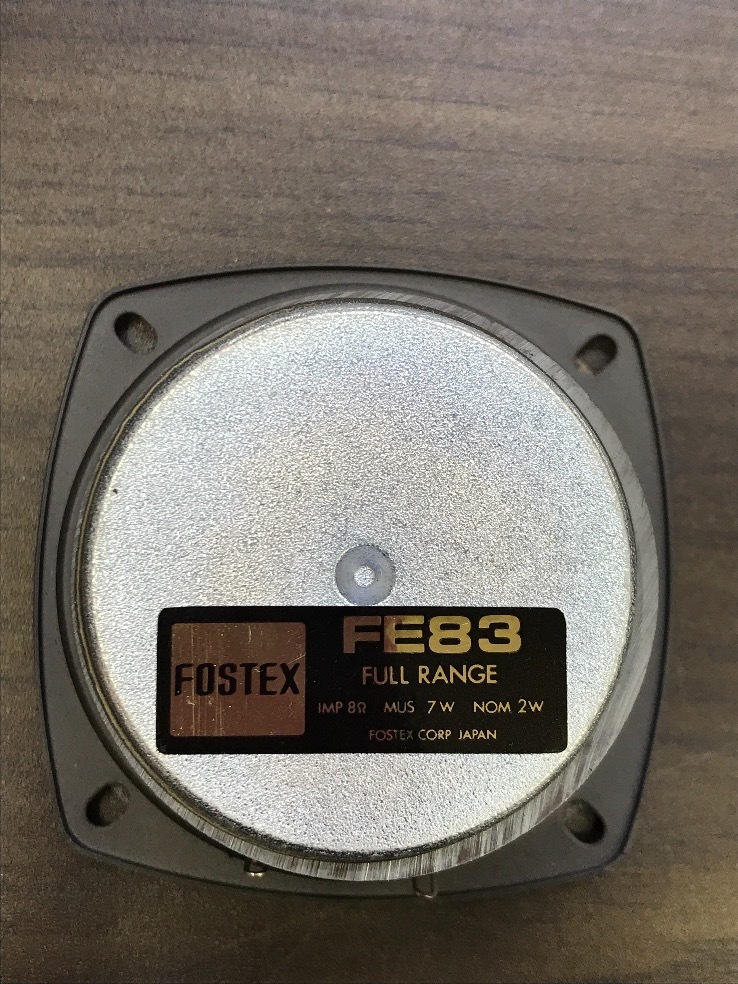 FOSTEX
FE83
FULL RANGE
IMP 8Ω MUS 7W NOM 2W
FOSTEX CORP JAPAN